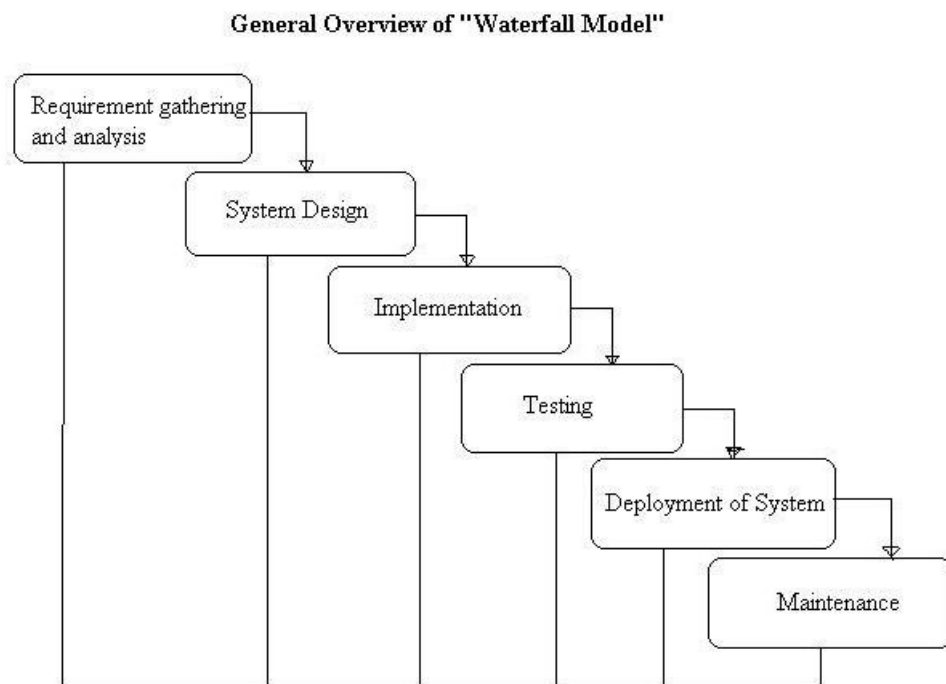 General Overview of "Waterfall Model"
Requirement gathering
and analysis
System Design
Implementation
Testing
Deployment of System
Maintenance